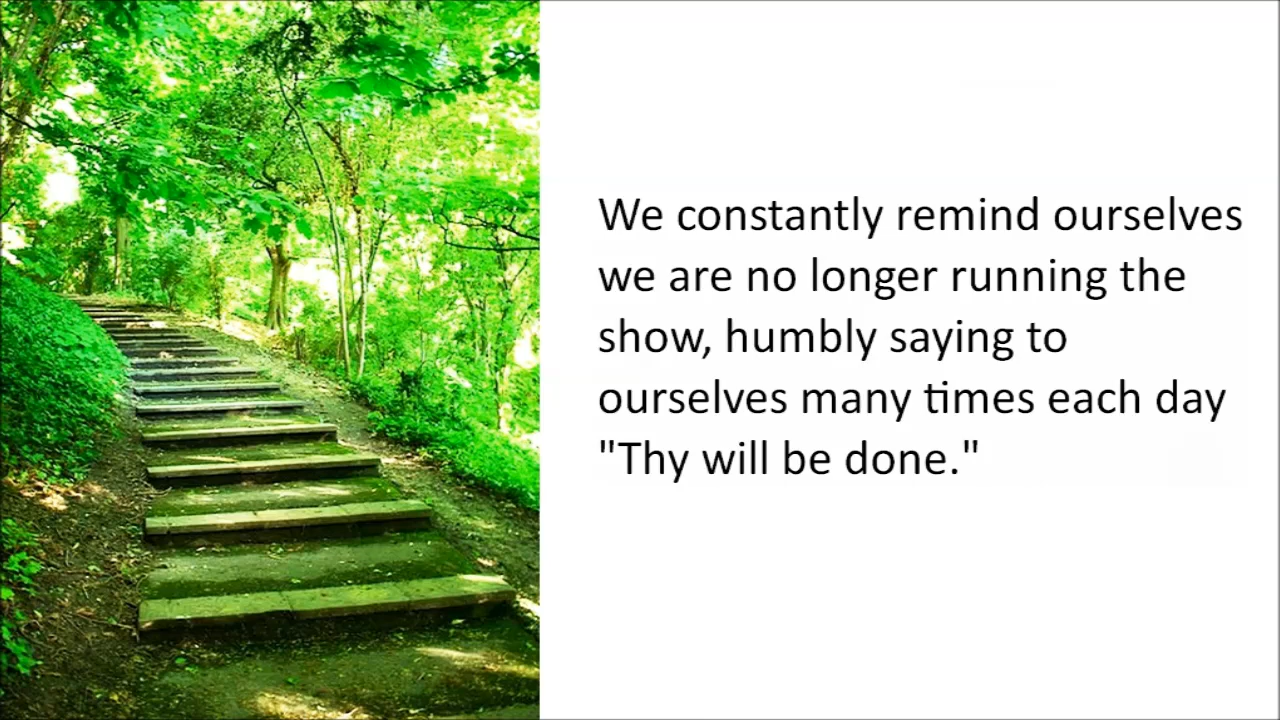 We constantly remind ourselves
we are no longer running the
show, humbly saying to
ourselves many times each day
"Thy will be done."